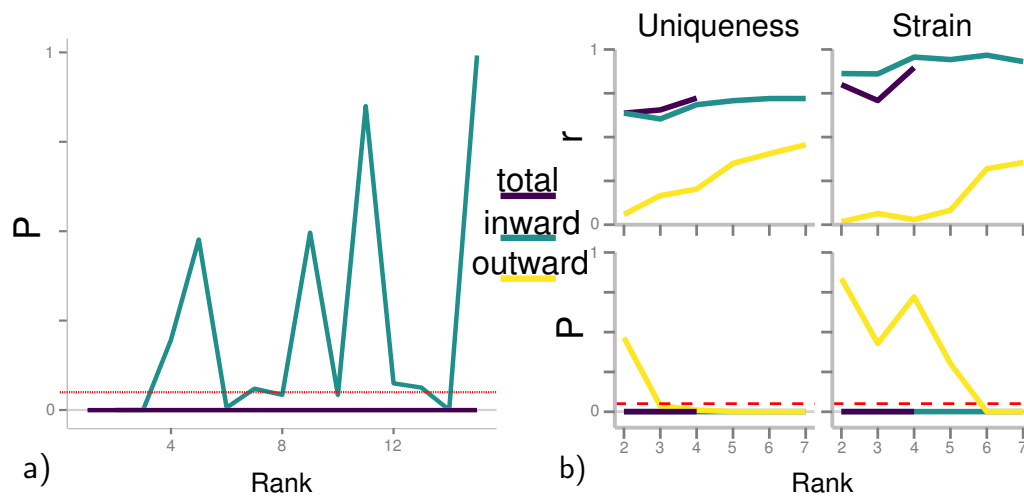 Uniqueness
Strain
1
P
0
4
8
12
a)
Rank
total
inward
outward
1
r
0
1
P
0
2 3 4 5 6 7
2 3 4 5 6 7
b)
Rank